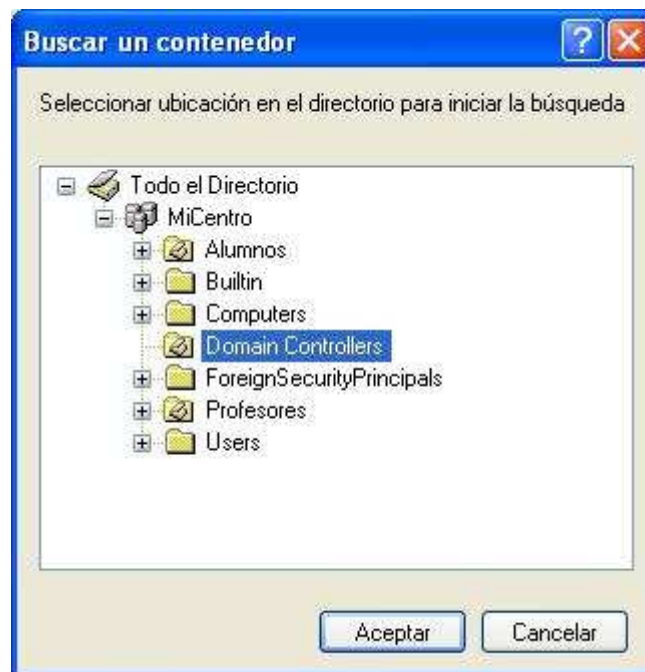 Buscar un contenedor
Seleccionar ubicación en el directorio para iniciar la búsqueda
Todo el Directorio
MiCentro
Alumnos
Builtin
Computers
Domain Controllers
ForeignSecurityPrincipals
Profesores
Users
Aceptar
Cancelar